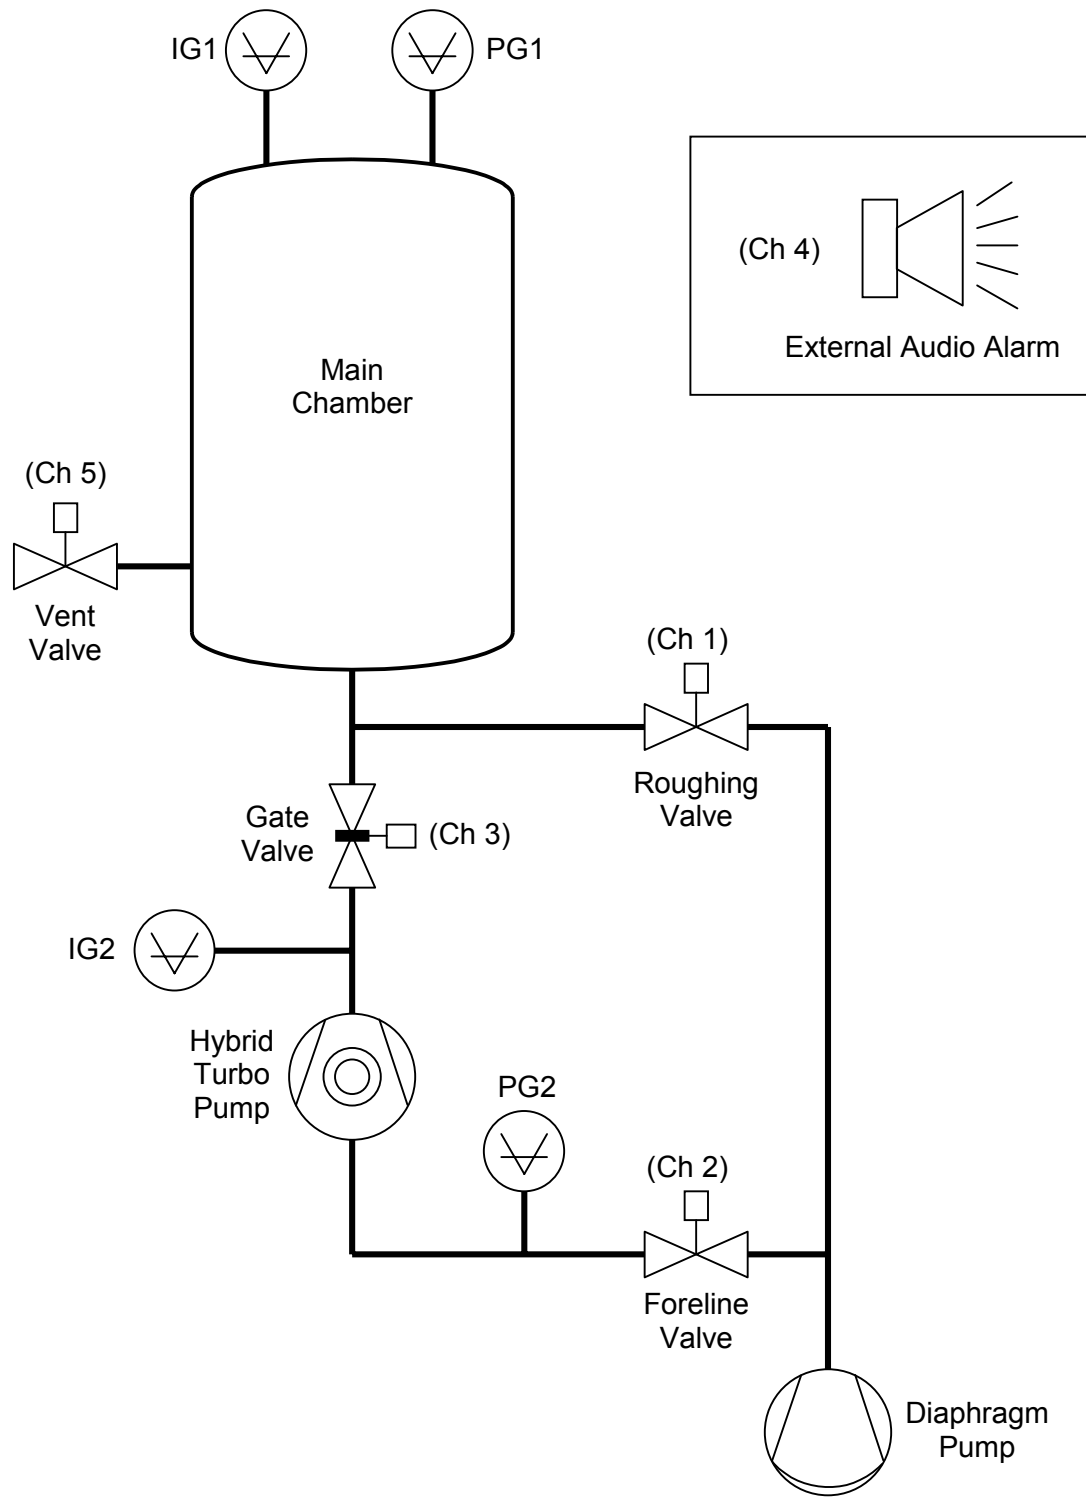 IG1
PG1
(Ch 4)
External Audio Alarm
Main
Chamber
(Ch 5)
Vent
Valve
(Ch 1)
Roughing
Valve
Gate
Valve
(Ch 3)
IG2
Hybrid
Turbo
Pump
PG2
(Ch 2)
Foreline
Valve
Diaphragm
Pump